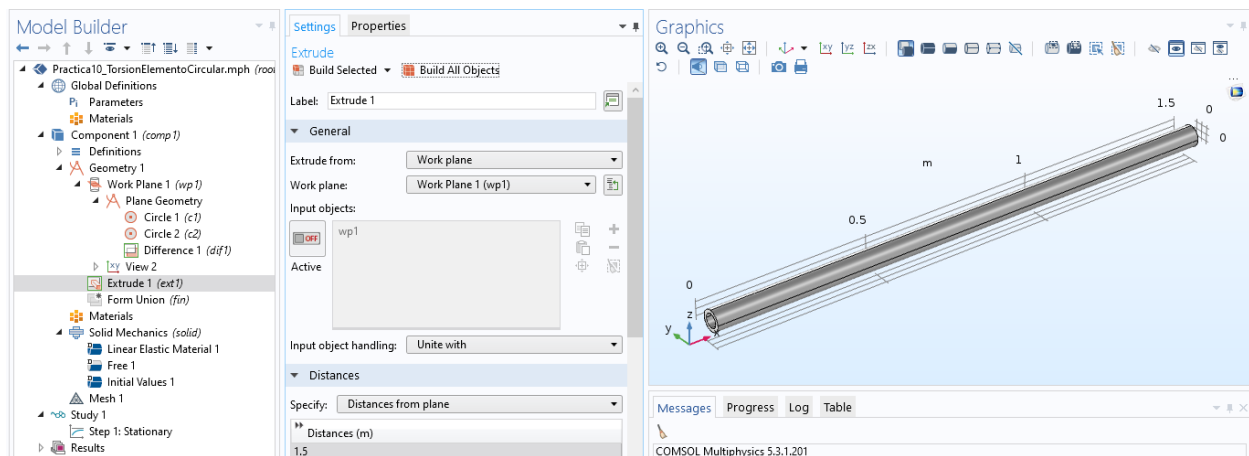 Model Builder
Practica10_TorsionElementoCircular.mph (root
Global Definitions
Pi Parameters
Materials
Component 1 (comp1)
Definitions
Geometry 1
Work Plane 1 (wp1)
Plane Geometry
Circle 1 (c1)
Circle 2 (c2)
Difference 1 (dif1)
xy View 2
Extrude 1 (ext1)
Form Union (fin)
Materials
Solid Mechanics (solid)
Linear Elastic Material 1
Free 1
Initial Values 1
Mesh 1
Study 1
Step 1: Stationary
Results
Settings Properties
Extrude
Build Selected Build All Objects
Label: Extrude 1
General
Extrude from: Work plane
Work plane: Work Plane 1 (wp1)
Input objects:
OFF wp1
Active
Input object handling: Unite with
Distances
Specify: Distances from plane
Distances (m)
1.5
Graphics
xy yz zx
1.5 0
0
m 1
0.5
0
z
y x
Messages Progress Log Table
COMSOL Multiphysics 5.3.1.201